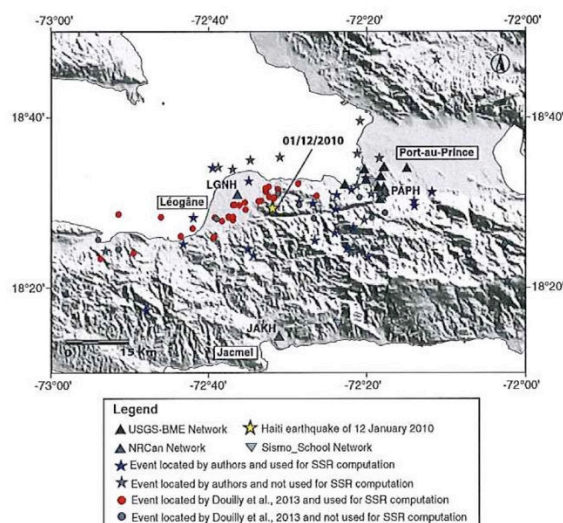 -73°00' -72°40' -72°20' -72°00'
N
18°40'
01/12/2010
Port-au-Prince
LGNH
PAPH
Léogâne
18°20'
JAKH
0 15 Km
Jacmel
-73°00' -72°40' -72°20' -72°00'
18°40'
18°20'
Legend
USGS-BME Network Haiti earthquake of 12 January 2010
NRCan Network Sismo_School Network
Event located by authors and used for SSR computation
Event located by authors and not used for SSR computation
Event located by Douilly et al., 2013 and used for SSR computation
Event located by Douilly et al., 2013 and not used for SSR computation